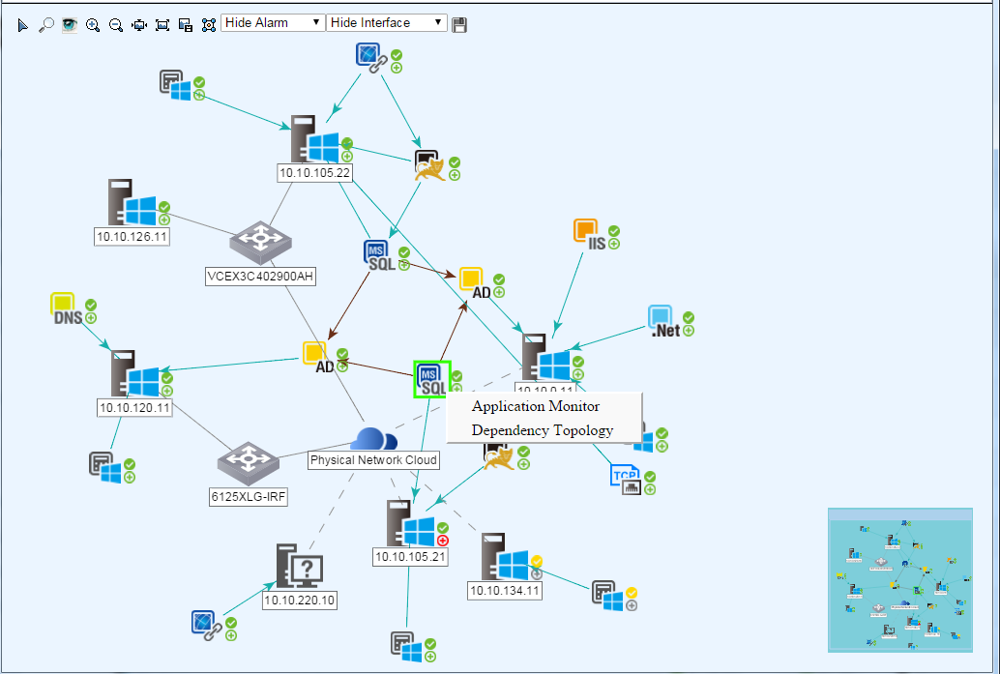 Hide Alarm
Hide Interface
10.10.105.22
10.10.126.11
VCEX3C402900AH
MS
SQL
IIS
AD
DNS
.Net
AD
MS
SQL
10.10.0.11
10.10.120.11
Application Monitor
Dependency Topology
Physical Network Cloud
TCP
6125XLG-IRF
10.10.105.21
?
10.10.134.11
10.10.220.10